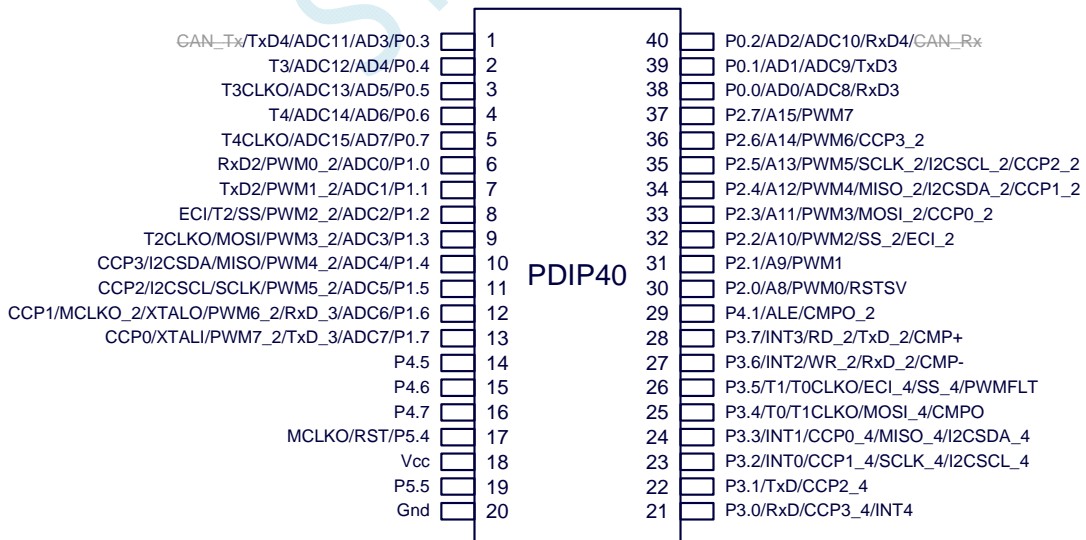 CAN_Tx/TxD4/ADC11/AD3/P0.3 1 40 P0.2/AD2/ADC10/RxD4/CAN_Rx
T3/ADC12/AD4/P0.4 2 39 P0.1/AD1/ADC9/TxD3
T3CLKO/ADC13/AD5/P0.5 3 38 P0.0/AD0/ADC8/RxD3
T4/ADC14/AD6/P0.6 4 37 P2.7/A15/PWM7
T4CLKO/ADC15/AD7/P0.7 5 36 P2.6/A14/PWM6/CCP3_2
RxD2/PWM0_2/ADC0/P1.0 6 35 P2.5/A13/PWM5/SCLK_2/I2CSCL_2/CCP2_2
TxD2/PWM1_2/ADC1/P1.1 7 34 P2.4/A12/PWM4/MISO_2/I2CSDA_2/CCP1_2
ECI/T2/SS/PWM2_2/ADC2/P1.2 8 33 P2.3/A11/PWM3/MOSI_2/CCP0_2
T2CLKO/MOSI/PWM3_2/ADC3/P1.3 9 32 P2.2/A10/PWM2/SS_2/ECI_2
CCP3/I2CSDA/MISO/PWM4_2/ADC4/P1.4 10 31 P2.1/A9/PWM1
PDIP40
CCP2/I2CSCL/SCLK/PWM5_2/ADC5/P1.5 11 30 P2.0/A8/PWM0/RSTSV
CCP1/MCLKO_2/XTALO/PWM6_2/RxD_3/ADC6/P1.6 12 29 P4.1/ALE/CMPO_2
CCP0/XTALI/PWM7_2/TxD_3/ADC7/P1.7 13 28 P3.7/INT3/RD_2/TxD_2/CMP+
P4.5 14 27 P3.6/INT2/WR_2/RxD_2/CMP-
P4.6 15 26 P3.5/T1/T0CLKO/ECI_4/SS_4/PWMFLT
P4.7 16 25 P3.4/T0/T1CLKO/MOSI_4/CMPO
MCLKO/RST/P5.4 17 24 P3.3/INT1/CCP0_4/MISO_4/I2CSDA_4
Vcc 18 23 P3.2/INT0/CCP1_4/SCLK_4/I2CSCL_4
P5.5 19 22 P3.1/TxD/CCP2_4
Gnd 20 21 P3.0/RxD/CCP3_4/INT4